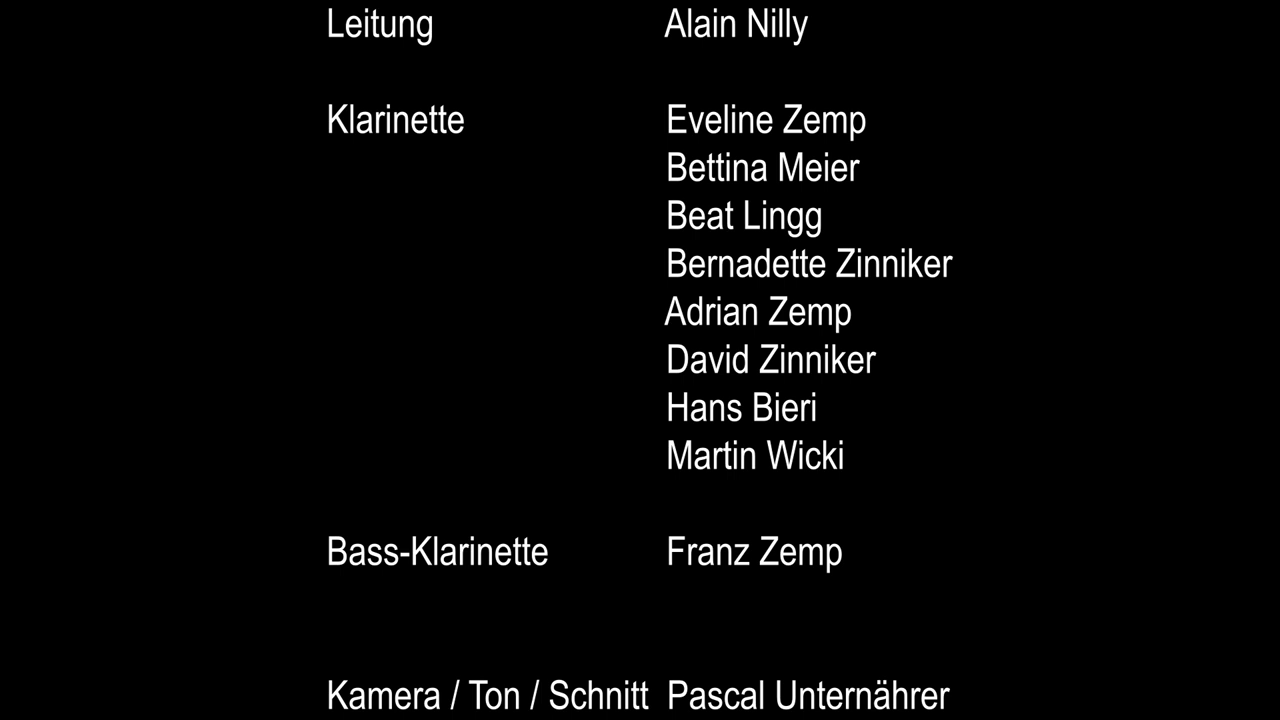 Leitung Alain Nilly
Klarinette Eveline Zemp
Bettina Meier
Beat Lingg
Bernadette Zinniker
Adrian Zemp
David Zinniker
Hans Bieri
Martin Wicki
Bass-Klarinette Franz Zemp
Kamera / Ton / Schnitt Pascal Unternährer